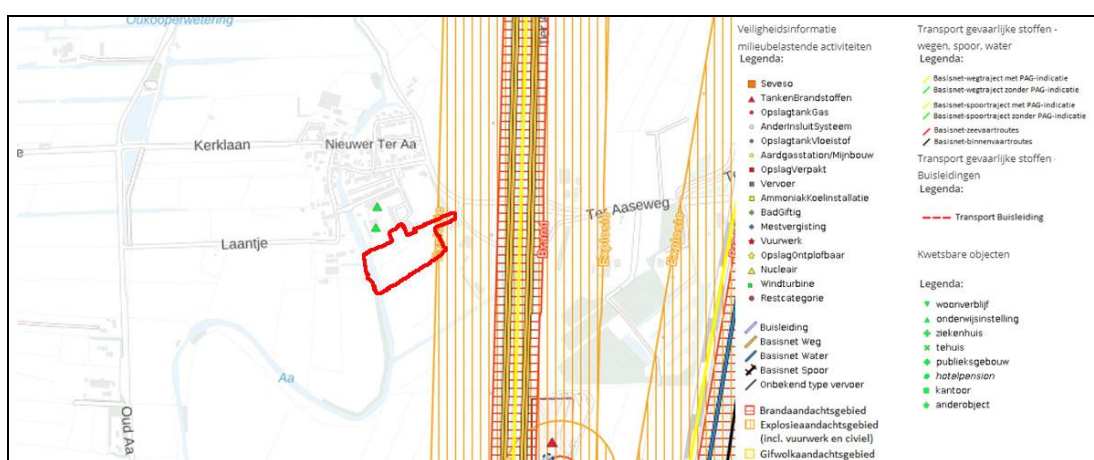 Oukooperwetering
Kerklaan
Nieuwer Ter Aa
Laantje
Ter Aaseweg
Aa
Oud Aa
Brand
Explosie
Explosie
Veiligheidsinformatie
milieubelastende activiteiten
Legenda:
Seveso
TankenBrandstoffen
OpslagtankGas
AnderInsluitSysteem
OpslagtankVloeistof
Aardgasstation/Mijnbouw
OpslagVerpakt
Vervoer
AmmoniakKoelinstallatie
BadGiftig
Mestvergisting
Vuurwerk
OpslagOntplofbaar
Nucleair
Windturbine
Restcategorie
Buisleiding
Basisnet Weg
Basisnet Water
Basisnet Spoor
Onbekend type vervoer
Brandaandachtsgebied
Explosieaandachtsgebied
(incl. vuurwerk en civiel)
Gifwolkaandachtsgebied
Transport gevaarlijke stoffen -
wegen, spoor, water
Legenda:
Basisnet-wegtraject met PAG-indicatie
Basisnet-wegtraject zonder PAG-indicatie
Basisnet-spoortraject met PAG-indicatie
Basisnet-spoortraject zonder PAG-indicatie
Basisnet-zeevaartroutes
Basisnet-binnenvaartroutes
Transport gevaarlijke stoffen -
Buisleidingen
Legenda:
Transport Buisleiding
Kwetsbare objecten
Legenda:
woonverblijf
onderwijsinstelling
ziekenhuis
tehuis
publieksgebouw
hotelpension
kantoor
anderobject